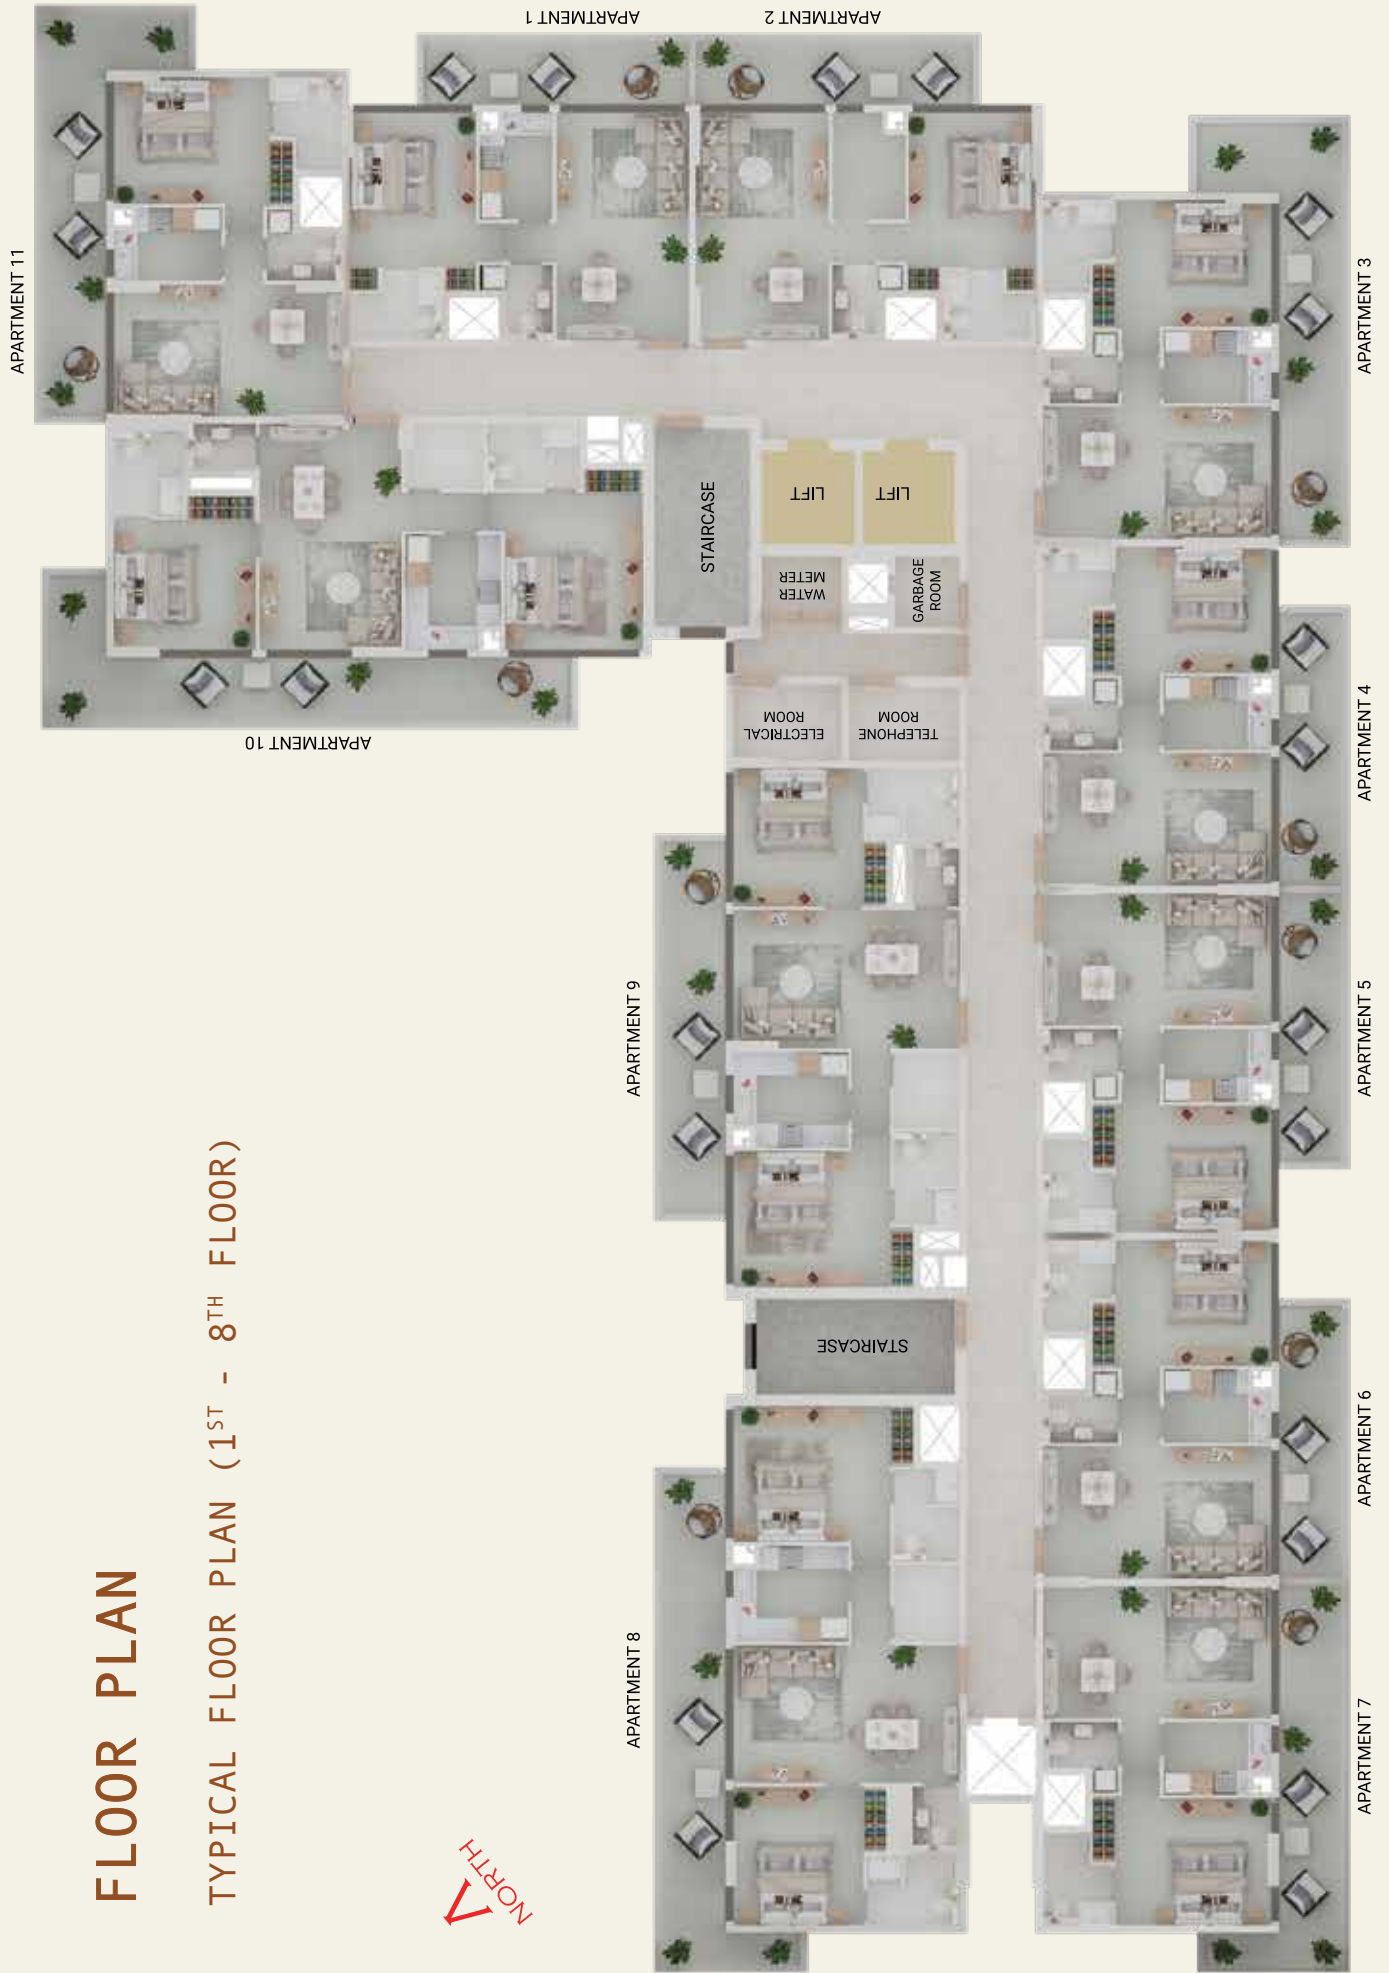 FLOOR PLAN
TYPICAL FLOOR PLAN (1ST - 8TH FLOOR)
NORTH
APARTMENT 1
APARTMENT 2
APARTMENT 3
APARTMENT 4
APARTMENT 5
APARTMENT 6
APARTMENT 7
APARTMENT 8
APARTMENT 9
APARTMENT 10
APARTMENT 11
STAIRCASE
LIFT
LIFT
WATER
METER
GARBAGE
ROOM
ELECTRICAL
ROOM
TELEPHONE
ROOM
STAIRCASE